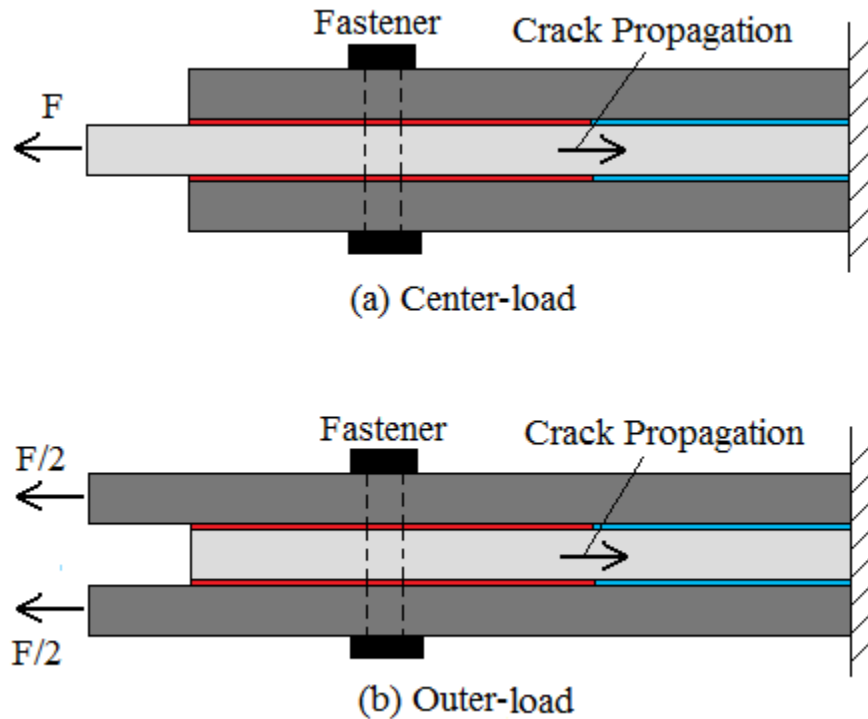 Fastener
Crack Propagation
F
(a) Center-load
Fastener
Crack Propagation
F/2
F/2
(b) Outer-load